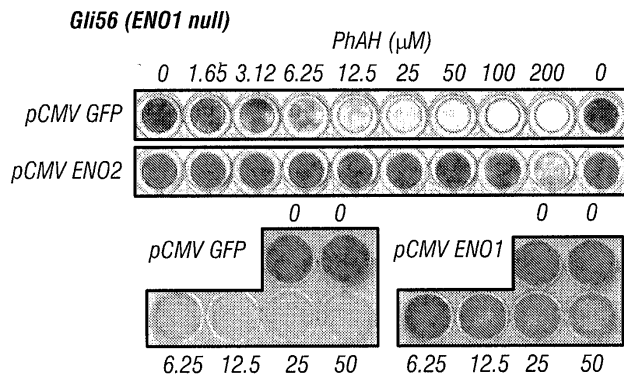 Gli56 (ENO1 null)
PhAH (μM)
0 1.65 3.12 6.25 12.5 25 50 100 200 0
pCMV GFP
pCMV ENO2
0 0 0 0
pCMV GFP pCMV ENO1
6.25 12.5 25 50 6.25 12.5 25 50